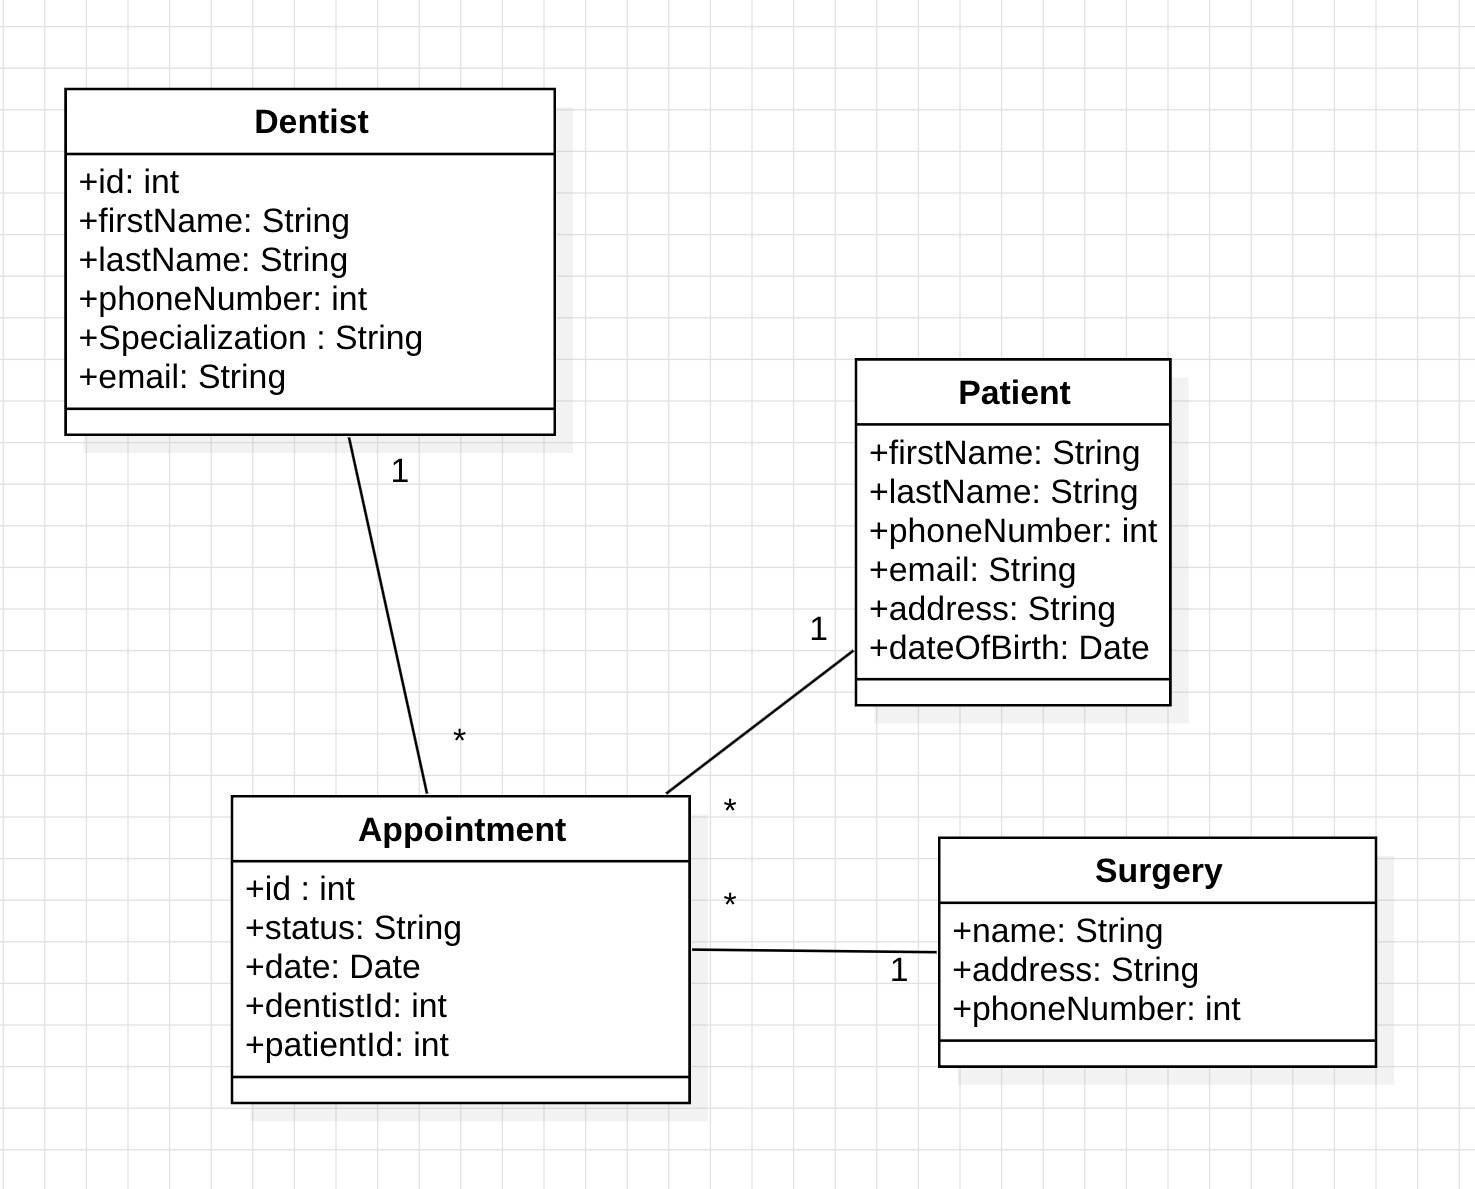 Dentist
+id: int
+firstName: String
+lastName: String
+phoneNumber: int
+Specialization : String
+email: String
1
*
Patient
+firstName: String
+lastName: String
+phoneNumber: int
+email: String
+address: String
+dateOfBirth: Date
1
*
Appointment
+id : int
+status: String
+date: Date
+dentistId: int
+patientId: int
*
1
Surgery
+name: String
+address: String
+phoneNumber: int